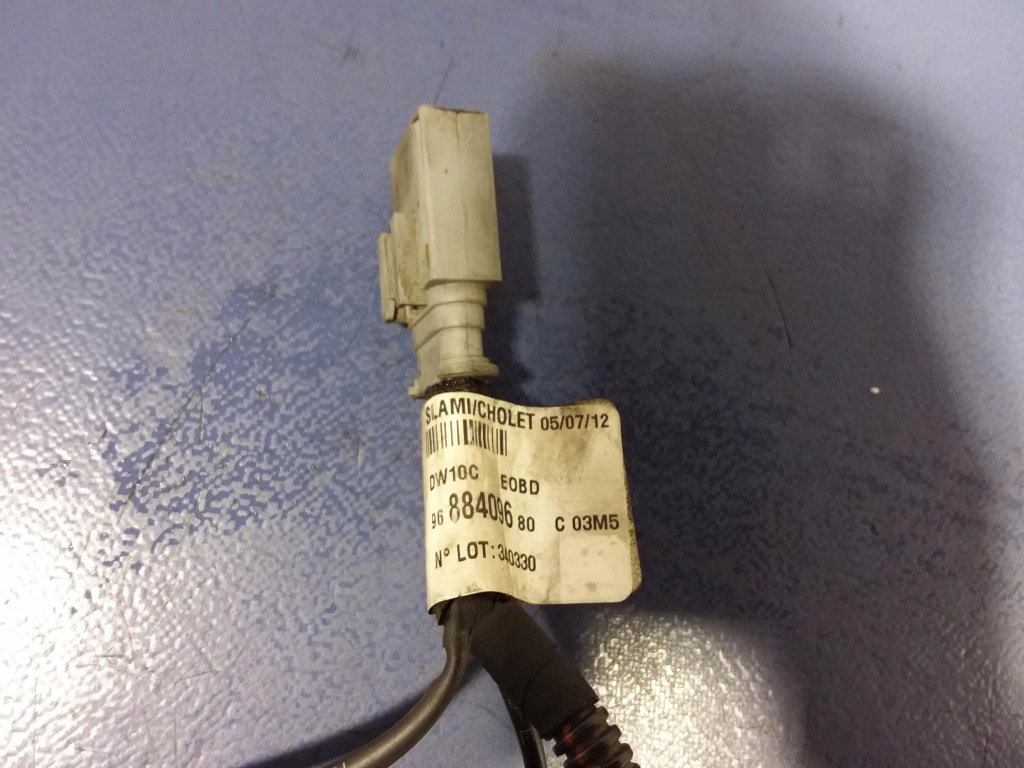 SLAMI/CHOLET 05/07/12
DW10C EOBD
96 884096 80 C 03M5
N° LOT: 340330